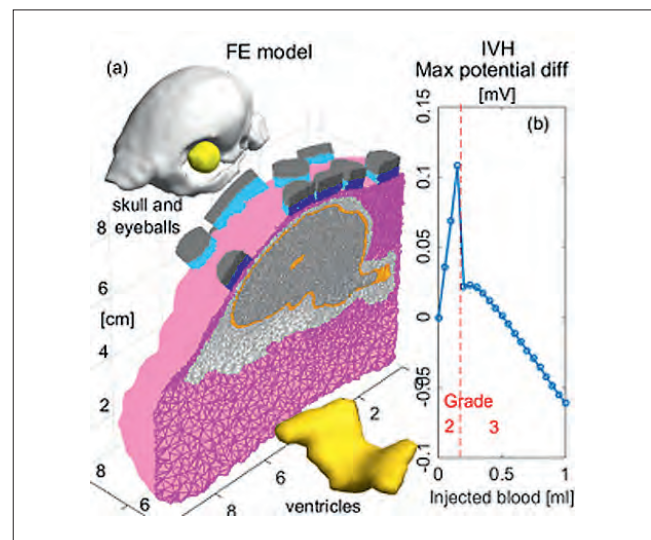 FE model
(a)
skull and
eyeballs
8
6
[cm]
4
2
8
6
8
6
2
ventricles
IVH
Max potential diff
[mV]
0.15
(b)
0.1
0.05
0
-0.05
-0.1
Grade
2 3
0 0.5 1
Injected blood [ml]